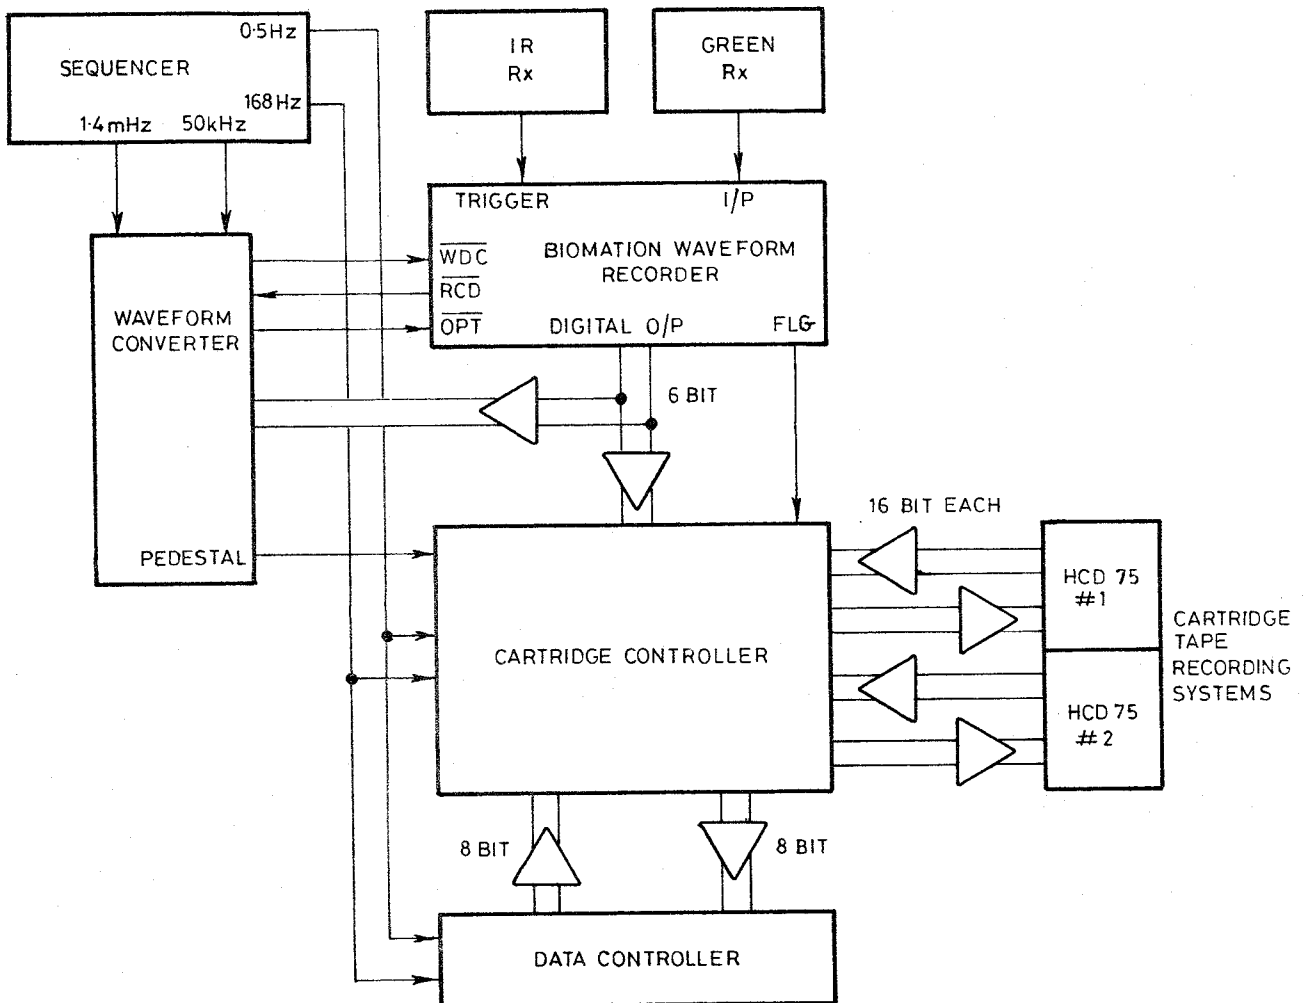 0.5Hz
SEQUENCER
168Hz
1.4mHz 50kHz
IR
Rx
GREEN
Rx
TRIGGER I/P
WDC
BIOMATION WAVEFORM
RECORDER
RCD
OPT
DIGITAL O/P FLG
WAVEFORM
CONVERTER
6 BIT
PEDESTAL
16 BIT EACH
HCD 75
#1
CARTRIDGE
TAPE
RECORDING
SYSTEMS
CARTRIDGE CONTROLLER
HCD 75
#2
8 BIT 8 BIT
DATA CONTROLLER